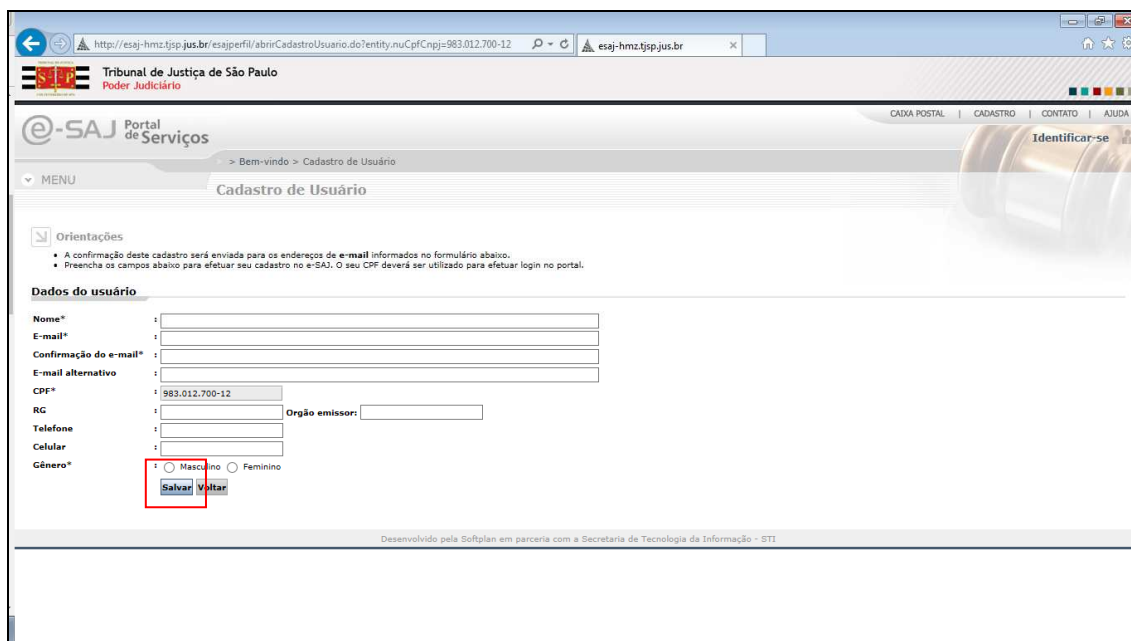 http://esaj-hmz.tjsp.jus.br/esajperfil/abrirCadastroUsuario.do?entity.nuCpfCnpj=983.012.700-12
esaj-hmz.tjsp.jus.br
S P
Tribunal de Justiça de São Paulo
Poder Judiciário
CAIXA POSTAL | CADASTRO | CONTATO | AJUDA
e-SAJ Portal de Serviços
Identificar-se
> Bem-vindo > Cadastro de Usuário
MENU
Cadastro de Usuário
Orientações
• A confirmação deste cadastro será enviada para os endereços de e-mail informados no formulário abaixo.
• Preencha os campos abaixo para efetuar seu cadastro no e-SAJ. O seu CPF deverá ser utilizado para efetuar login no portal.
Dados do usuário
Nome* :
E-mail* :
Confirmação do e-mail* :
E-mail alternativo :
CPF* : 983.012.700-12
RG : Orgão emissor:
Telefone :
Celular :
Gênero* : Masculino Feminino
Salvar Voltar
Desenvolvido pela Softplan em parceria com a Secretaria de Tecnologia da Informação - STI